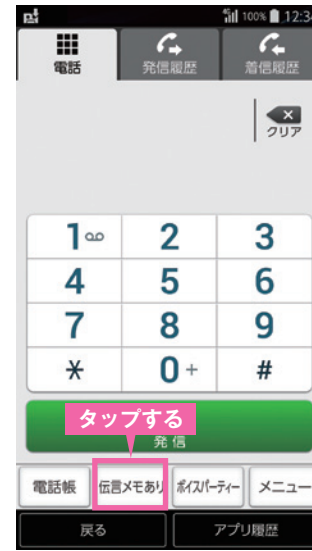 100% 12:34
電話 発信履歴 着信履歴
クリア
1 2 3
4 5 6
7 8 9
* 0+ #
タップする
発信
電話帳 伝言メモあり ボイスパーティー メニュー
戻る アプリ履歴